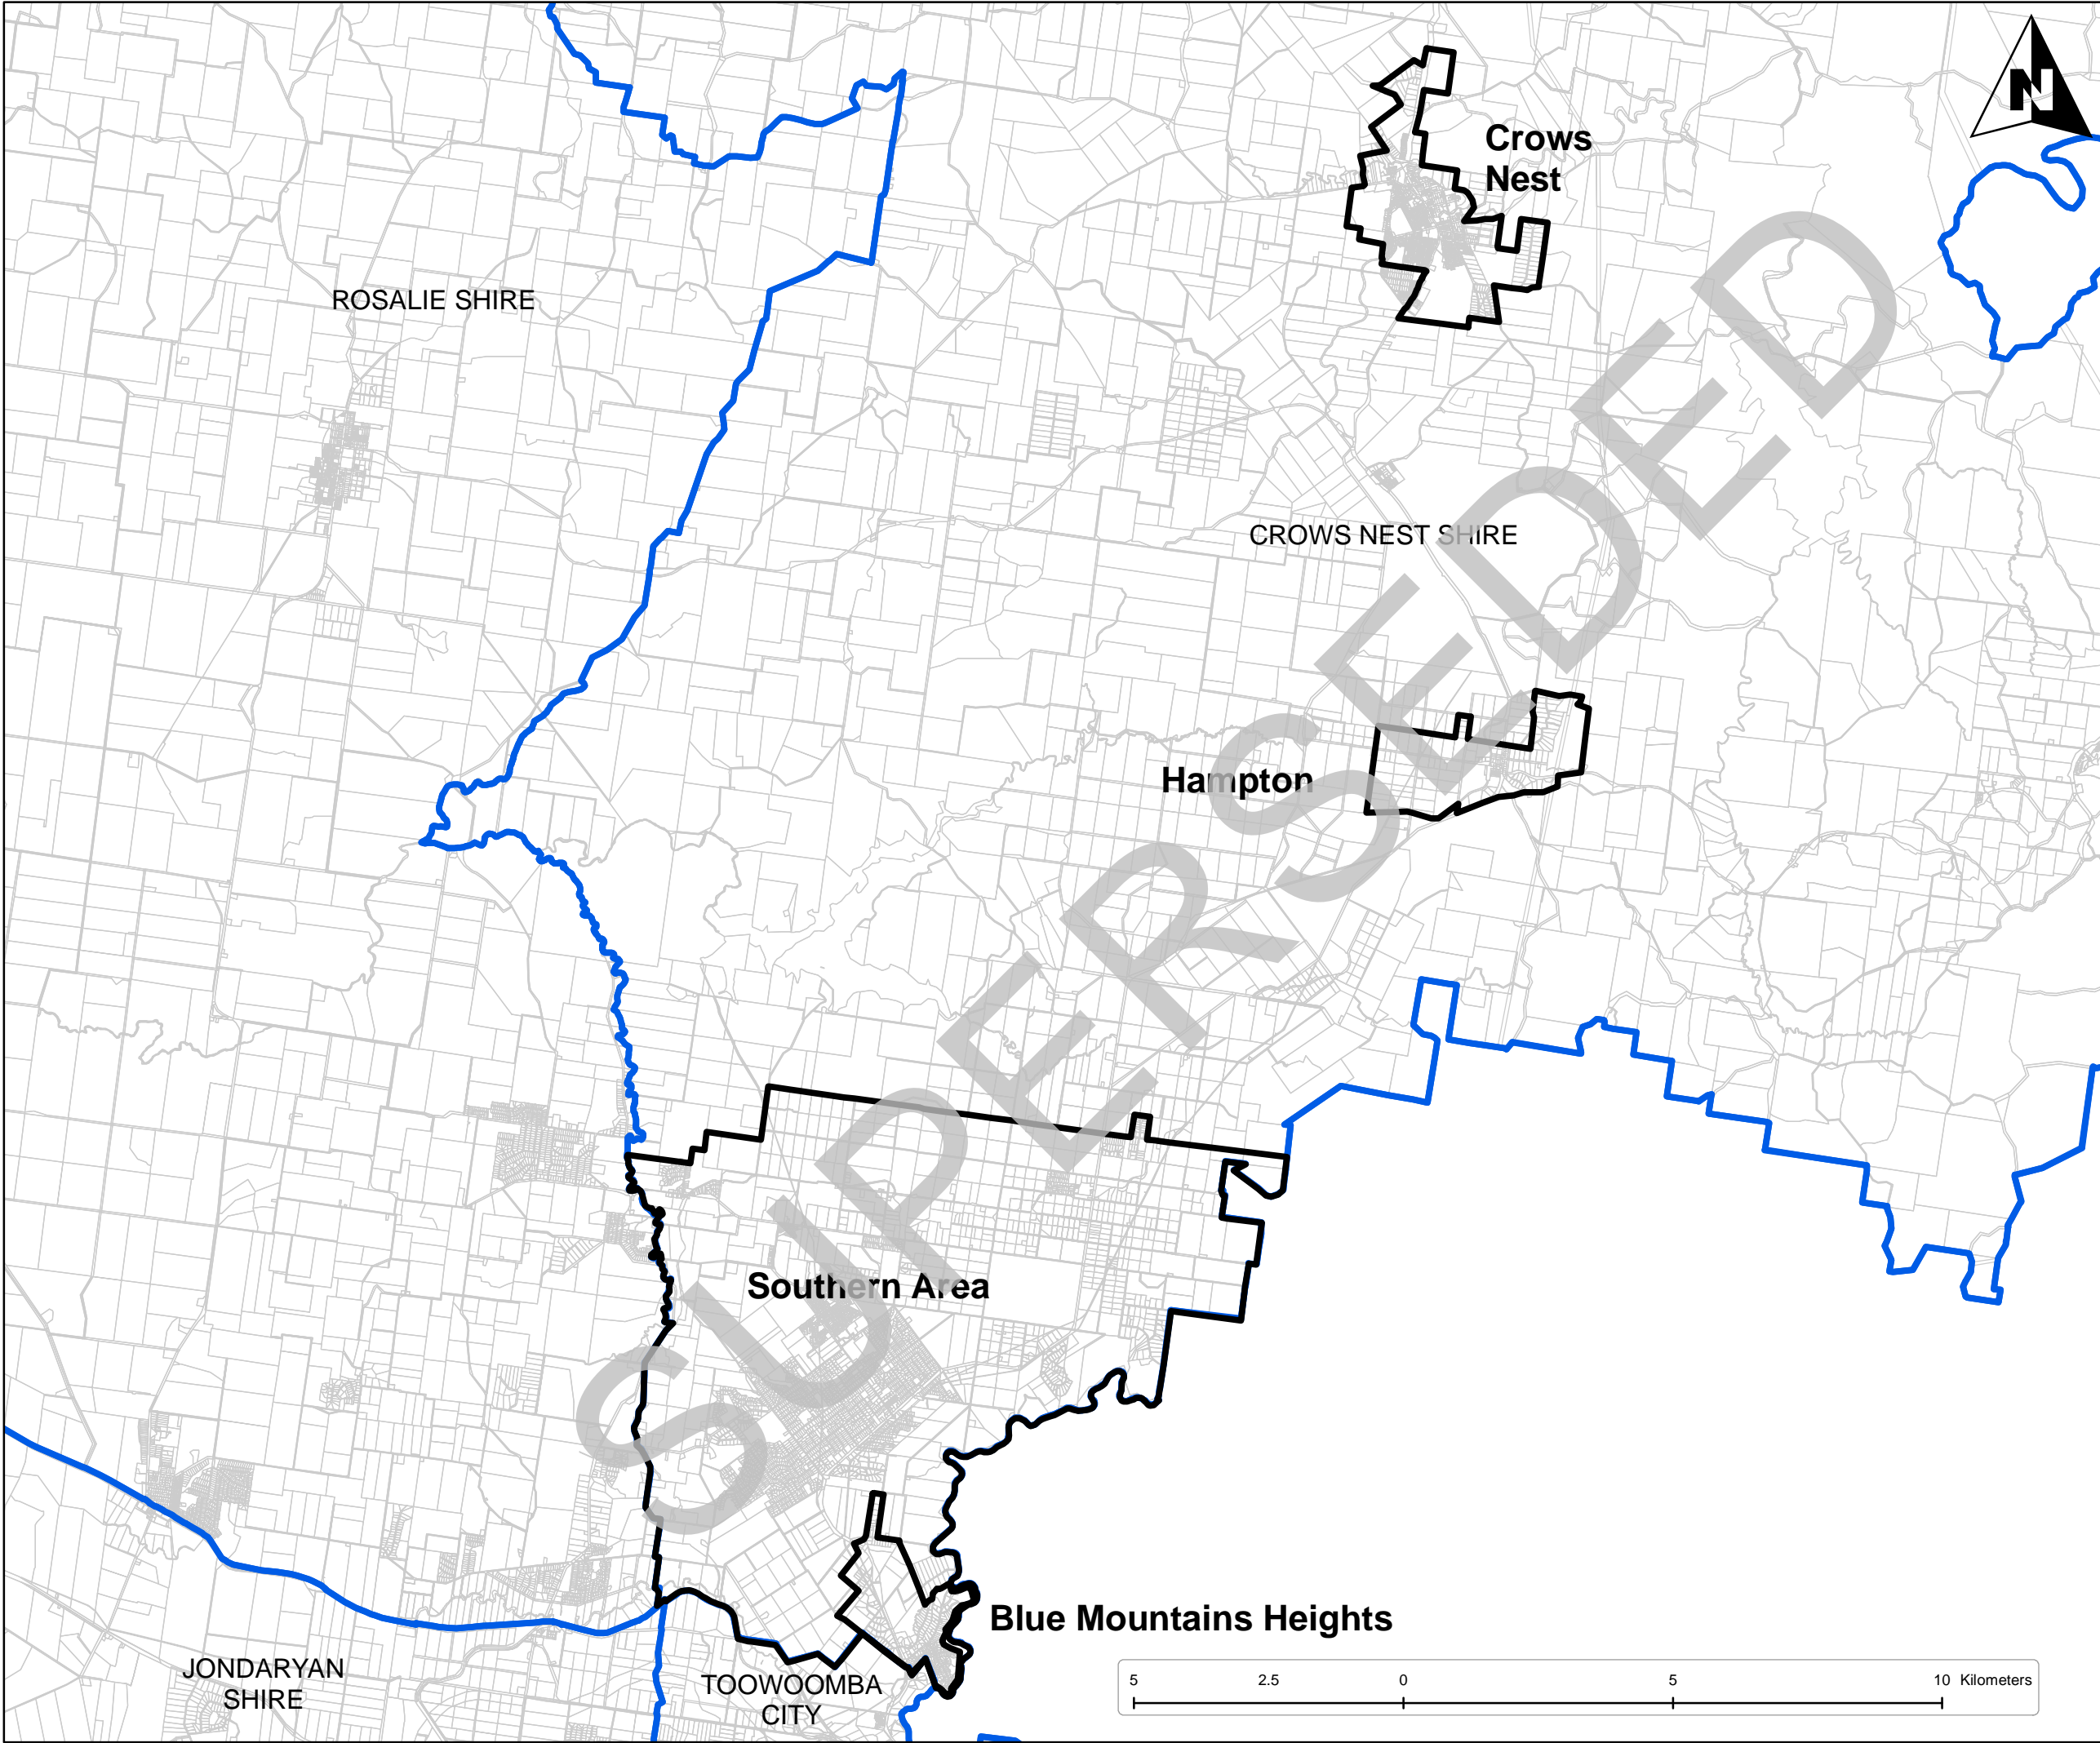 N
Crows
Nest
ROSALIE SHIRE
CROWS NEST SHIRE
Hampton
SUPERSEDED
Southern Area
Blue Mountains Heights
JONDARYAN
SHIRE
TOOWOOMBA
CITY
5 2.5 0 5 10 Kilometers